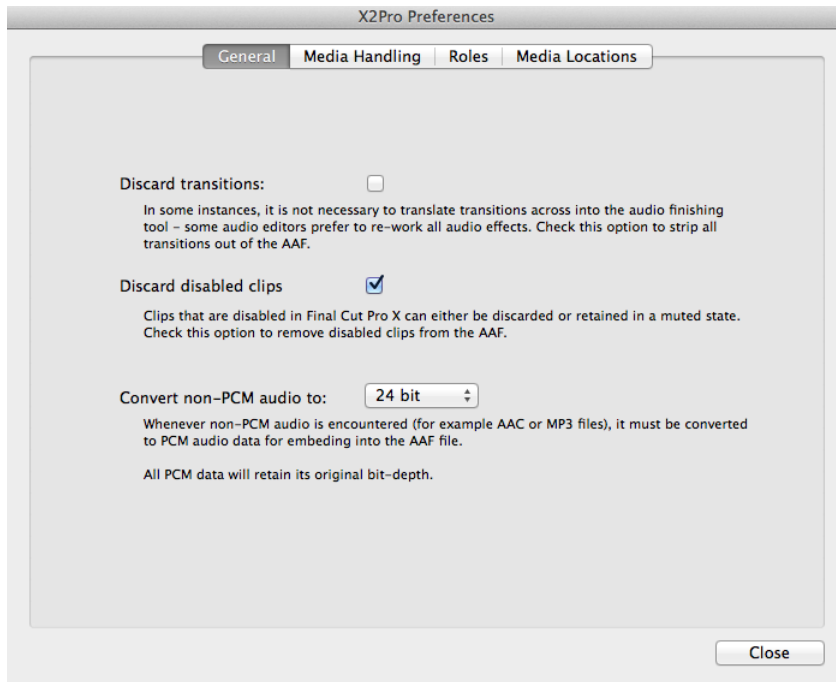 X2Pro Preferences
General Media Handling Roles Media Locations
Discard transitions:
In some instances, it is not necessary to translate transitions across into the audio finishing
tool - some audio editors prefer to re-work all audio effects. Check this option to strip all
transitions out of the AAF.
Discard disabled clips
Clips that are disabled in Final Cut Pro X can either be discarded or retained in a muted state.
Check this option to remove disabled clips from the AAF.
Convert non-PCM audio to: 24 bit
Whenever non-PCM audio is encountered (for example AAC or MP3 files), it must be converted
to PCM audio data for embeding into the AAF file.
All PCM data will retain its original bit-depth.
Close